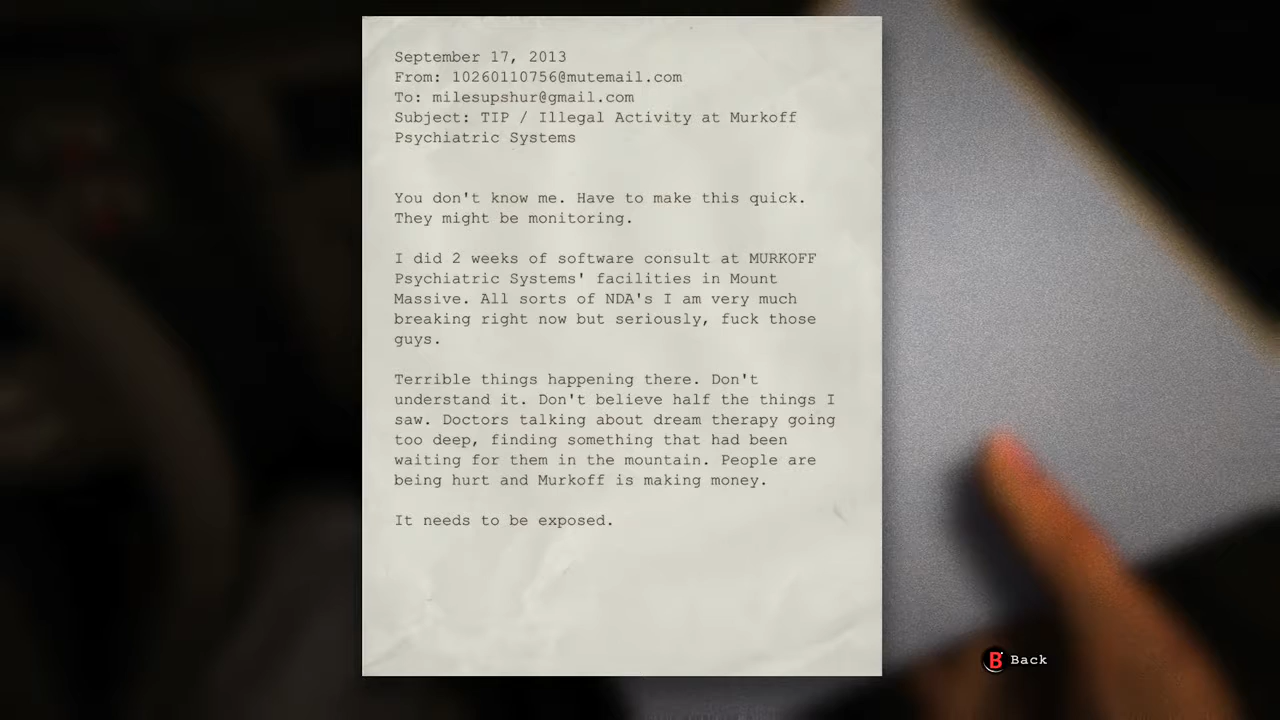 September 17, 2013
From: 10260110756@mutemail.com
To: milesupshur@gmail.com
Subject: TIP / Illegal Activity at Murkoff
Psychiatric Systems
You don't know me. Have to make this quick.
They might be monitoring.
I did 2 weeks of software consult at MURKOFF
Psychiatric Systems' facilities in Mount
Massive. All sorts of NDA's I am very much
breaking right now but seriously, fuck those
guys.
Terrible things happening there. Don't
understand it. Don't believe half the things I
saw. Doctors talking about dream therapy going
too deep, finding something that had been
waiting for them in the mountain. People are
being hurt and Murkoff is making money.
It needs to be exposed.
B Back